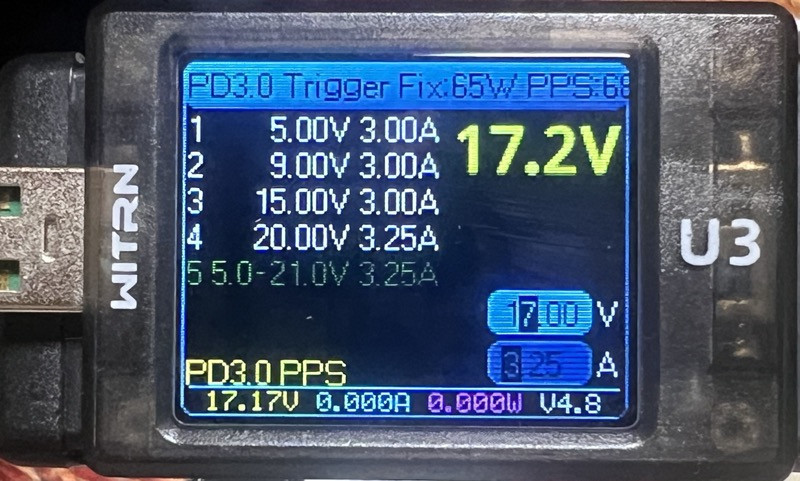 PD3.0 Trigger Fix:65W PPS:68
1 5.00V 3.00A
17.2V
2 9.00V 3.00A
3 15.00V 3.00A
4 20.00V 3.25A
5 5.0-21.0V 3.25A
17.00 V
3.25 A
PD3.0 PPS
17.17V 0.000A 0.000W V4.8
WITRN
U3